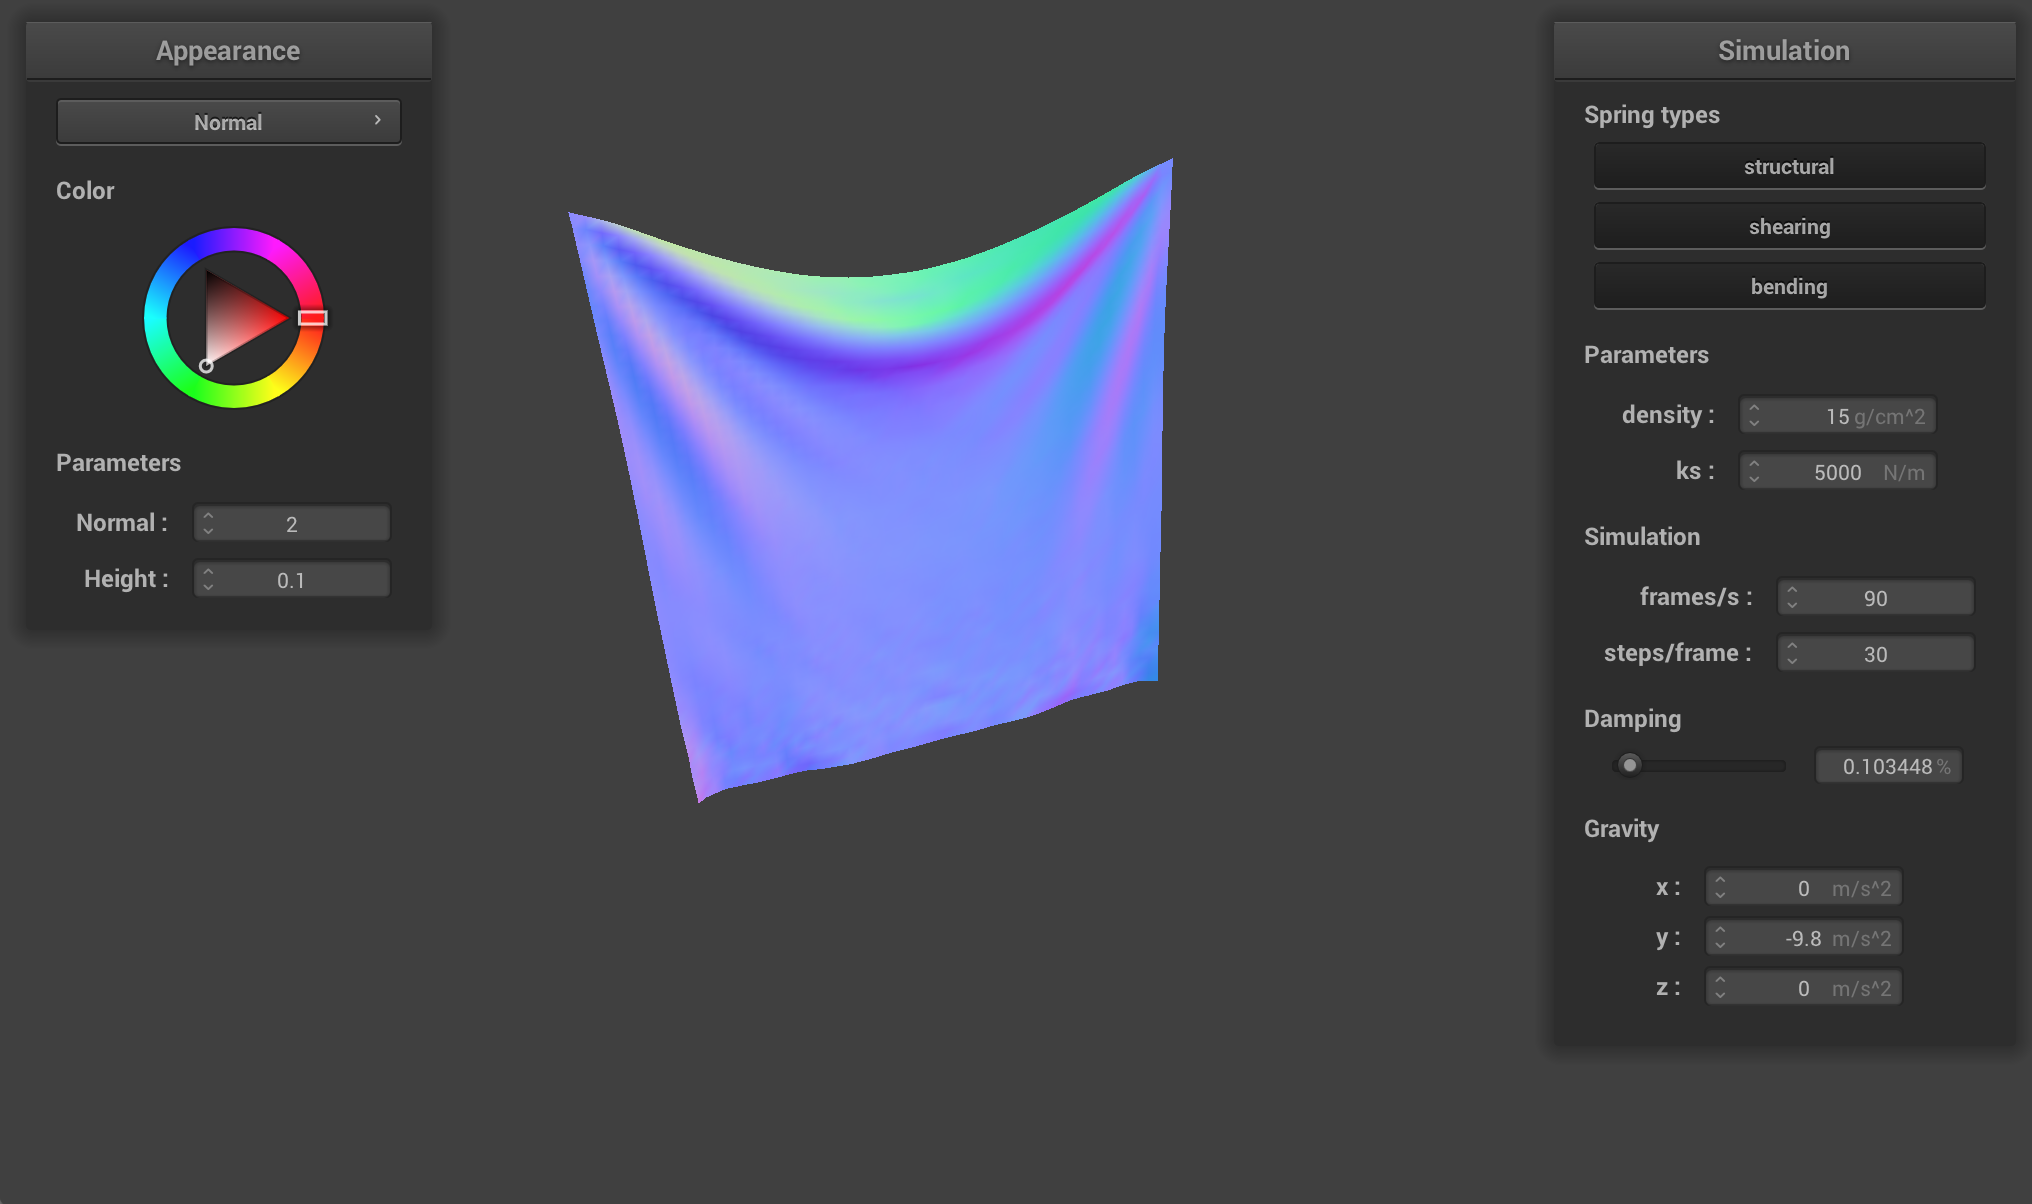 Appearance
Normal
Color
Parameters
Normal : 2
Height : 0.1
Simulation
Spring types
structural
shearing
bending
Parameters
density : 15 g/cm^2
ks : 5000 N/m
Simulation
frames/s : 90
steps/frame : 30
Damping
0.103448 %
Gravity
x : 0 m/s^2
y : -9.8 m/s^2
z : 0 m/s^2